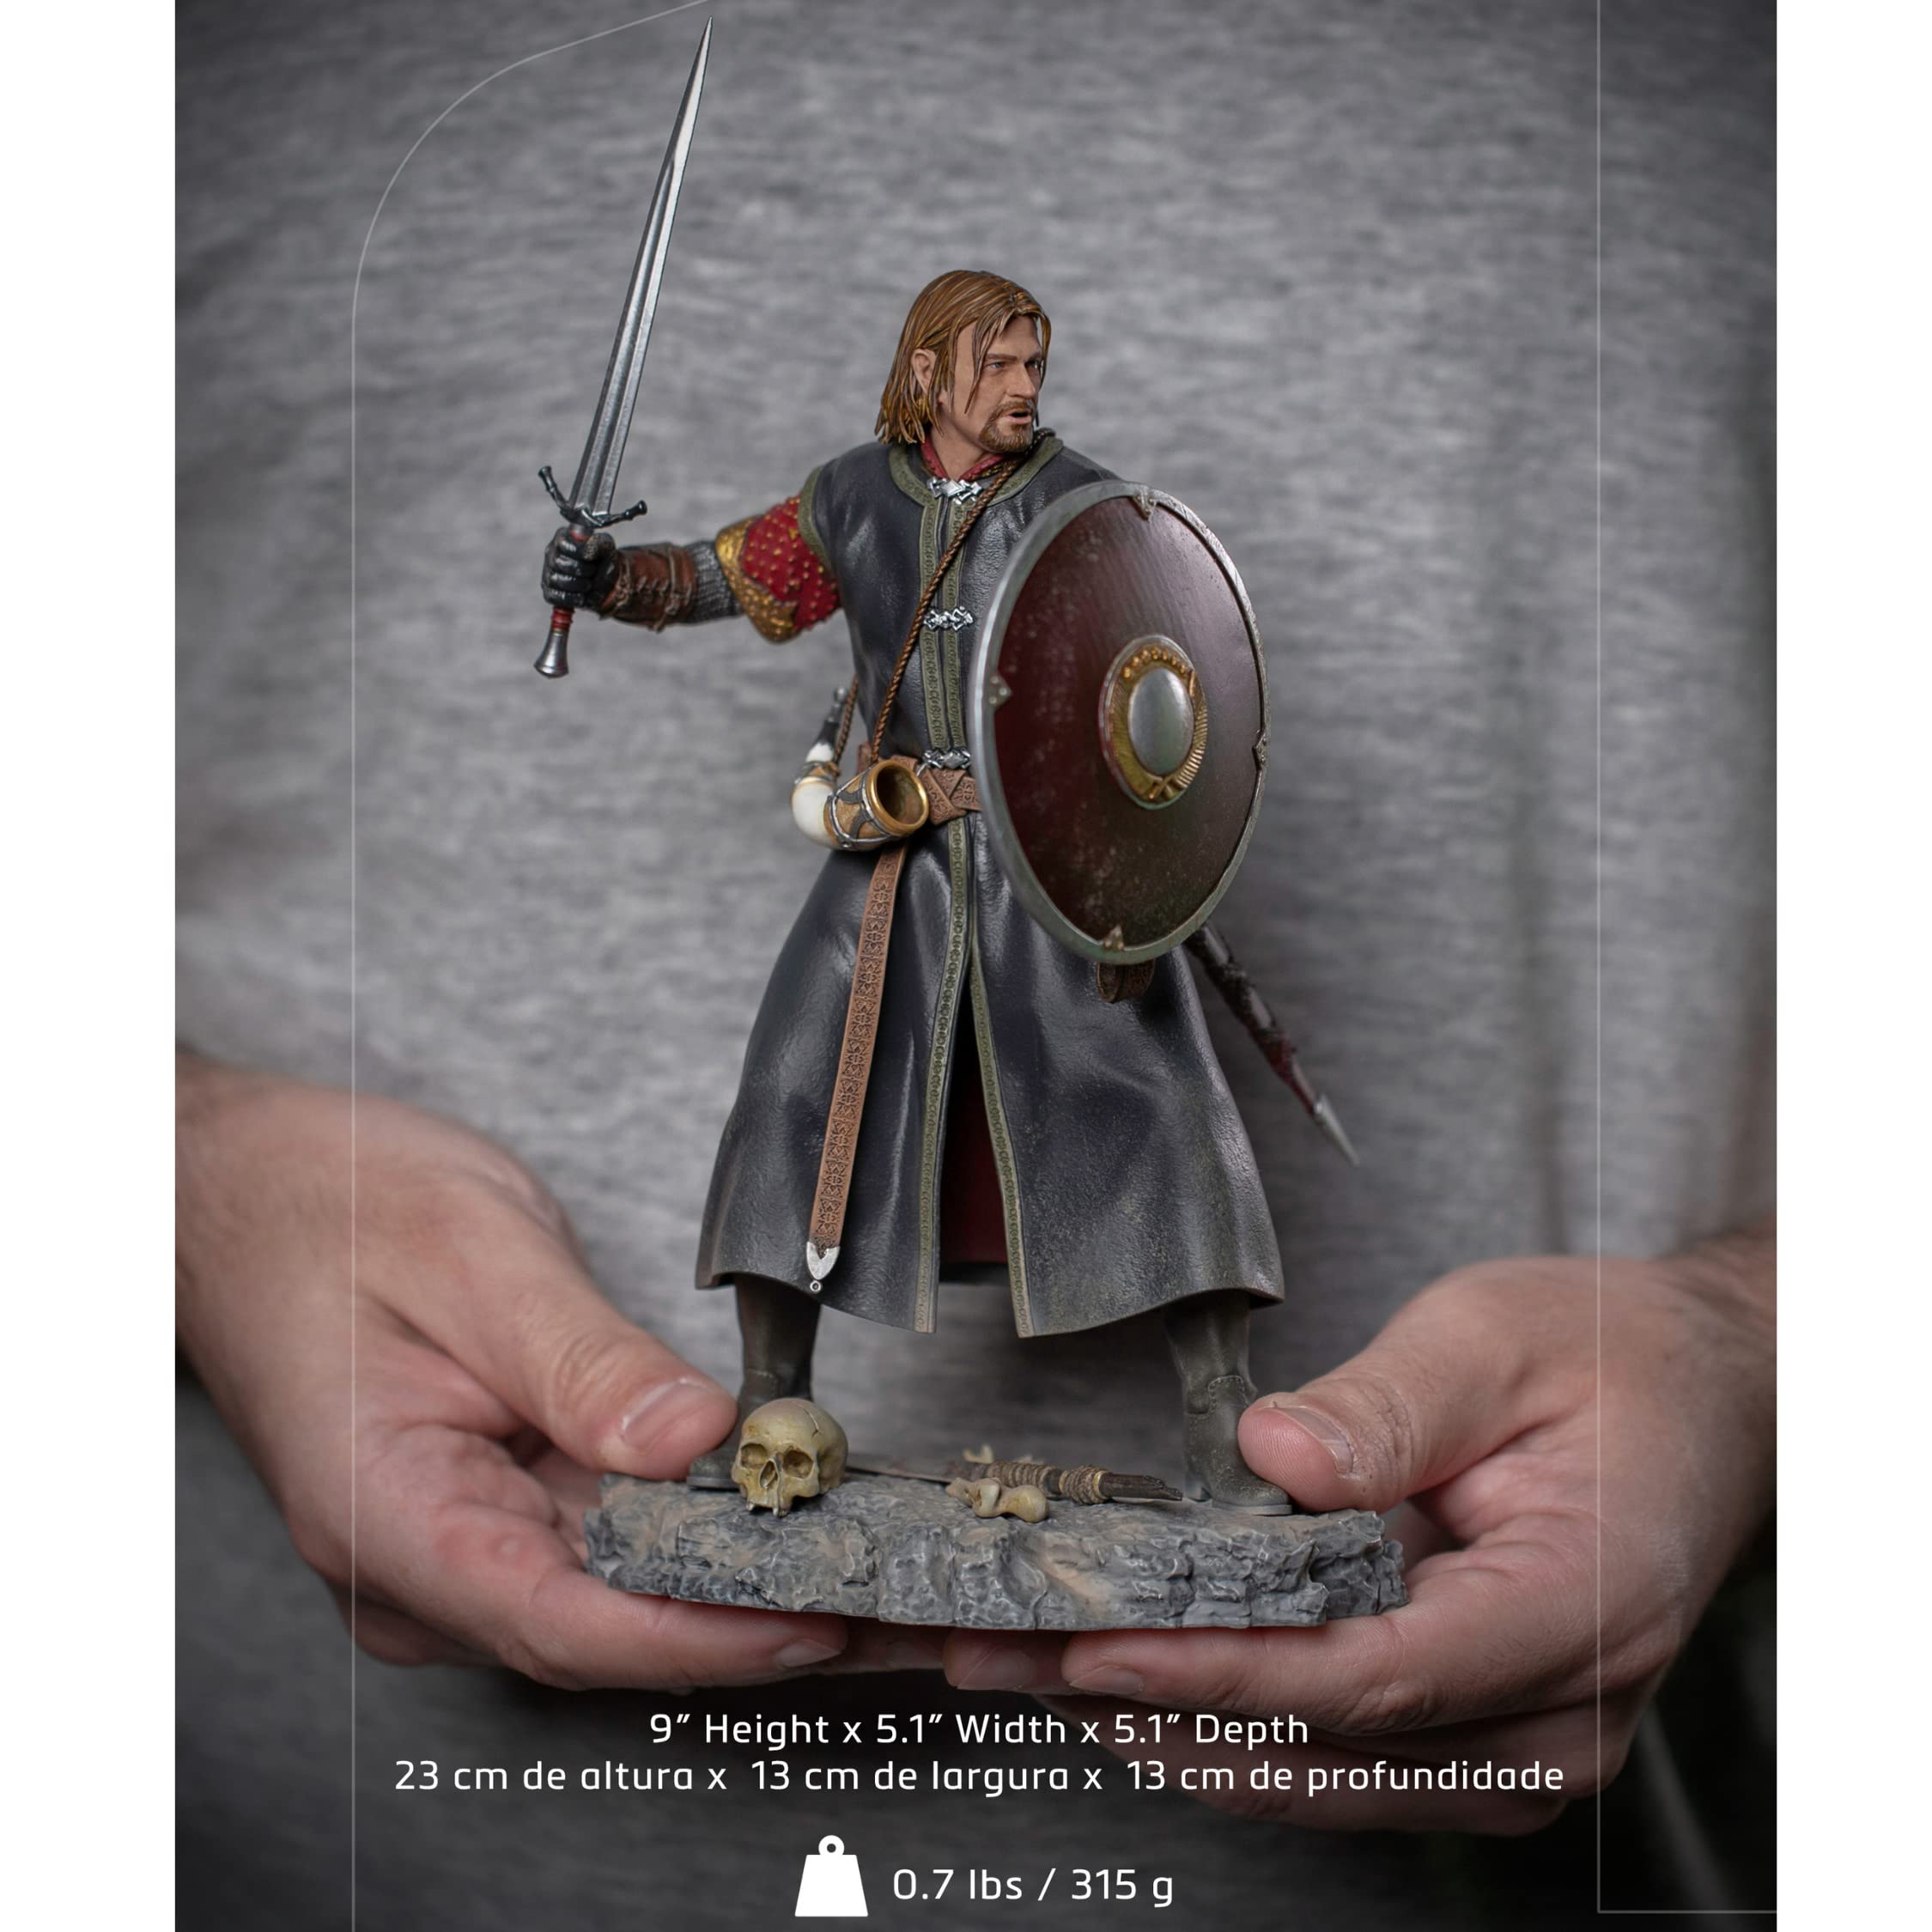 9″ Height x 5.1″ Width x 5.1″ Depth
23 cm de altura x 13 cm de largura x 13 cm de profundidade
0.7 lbs / 315 g